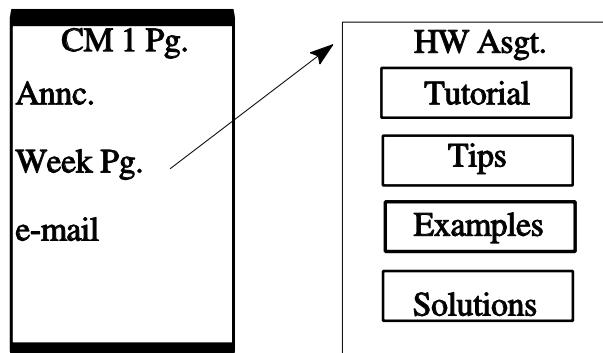 CM 1 Pg.
Annc.
Week Pg.
e-mail
HW Asgt.
Tutorial
Tips
Examples
Solutions